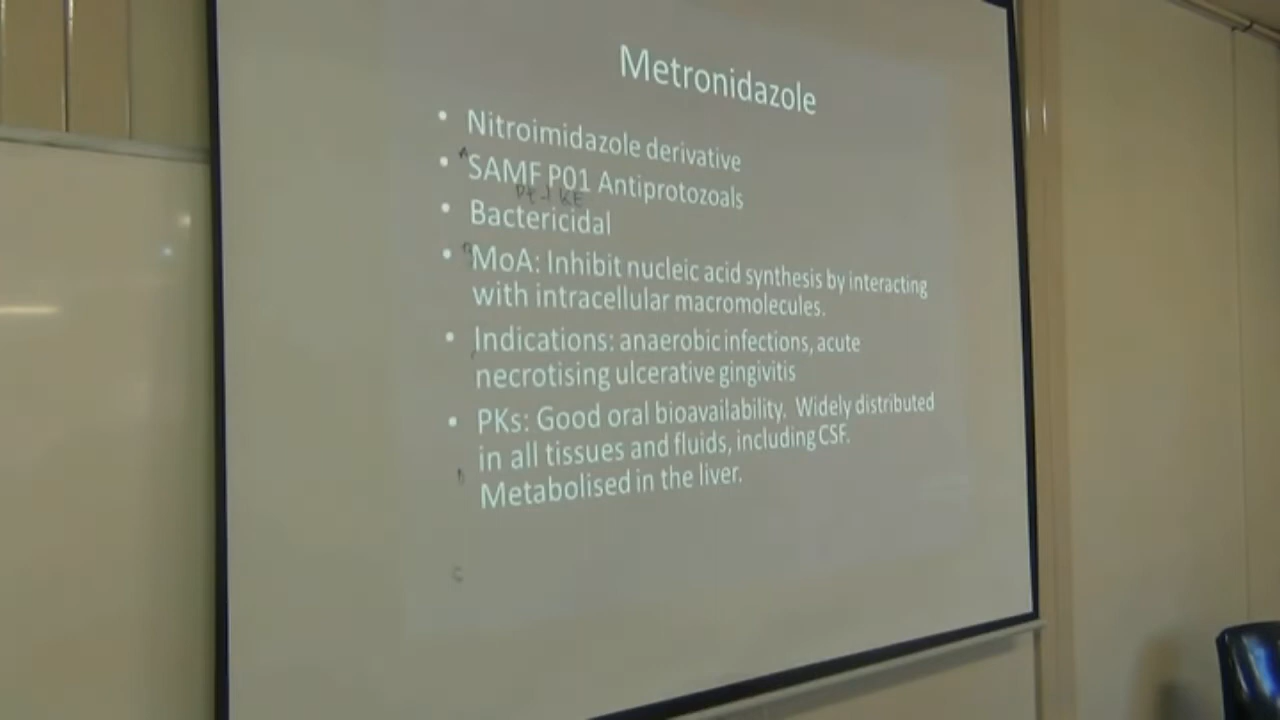 Metronidazole
• Nitroimidazole derivative
• SAMF P01 Antiprotozoals
• Bactericidal
• MoA: Inhibit nucleic acid synthesis by interacting
with intracellular macromolecules.
• Indications: anaerobic infections, acute
necrotising ulcerative gingivitis
• PKs: Good oral bioavailability. Widely distributed
in all tissues and fluids, including CSF.
Metabolised in the liver.